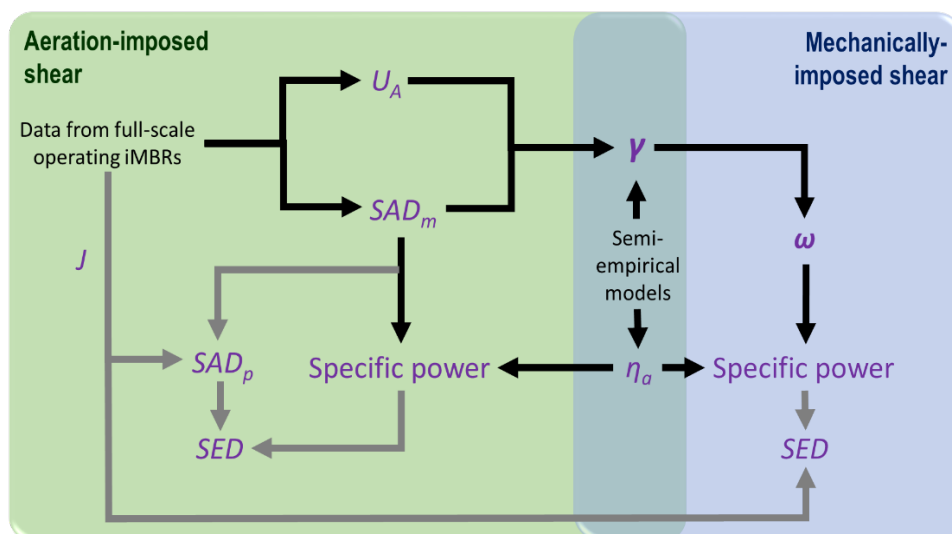 Aeration-imposed
shear
Mechanically-
imposed shear
U_A
Data from full-scale
operating iMBRs
γ
SAD_m
J
Semi-
empirical
models
ω
SAD_p
Specific power
η_a
Specific power
SED
SED